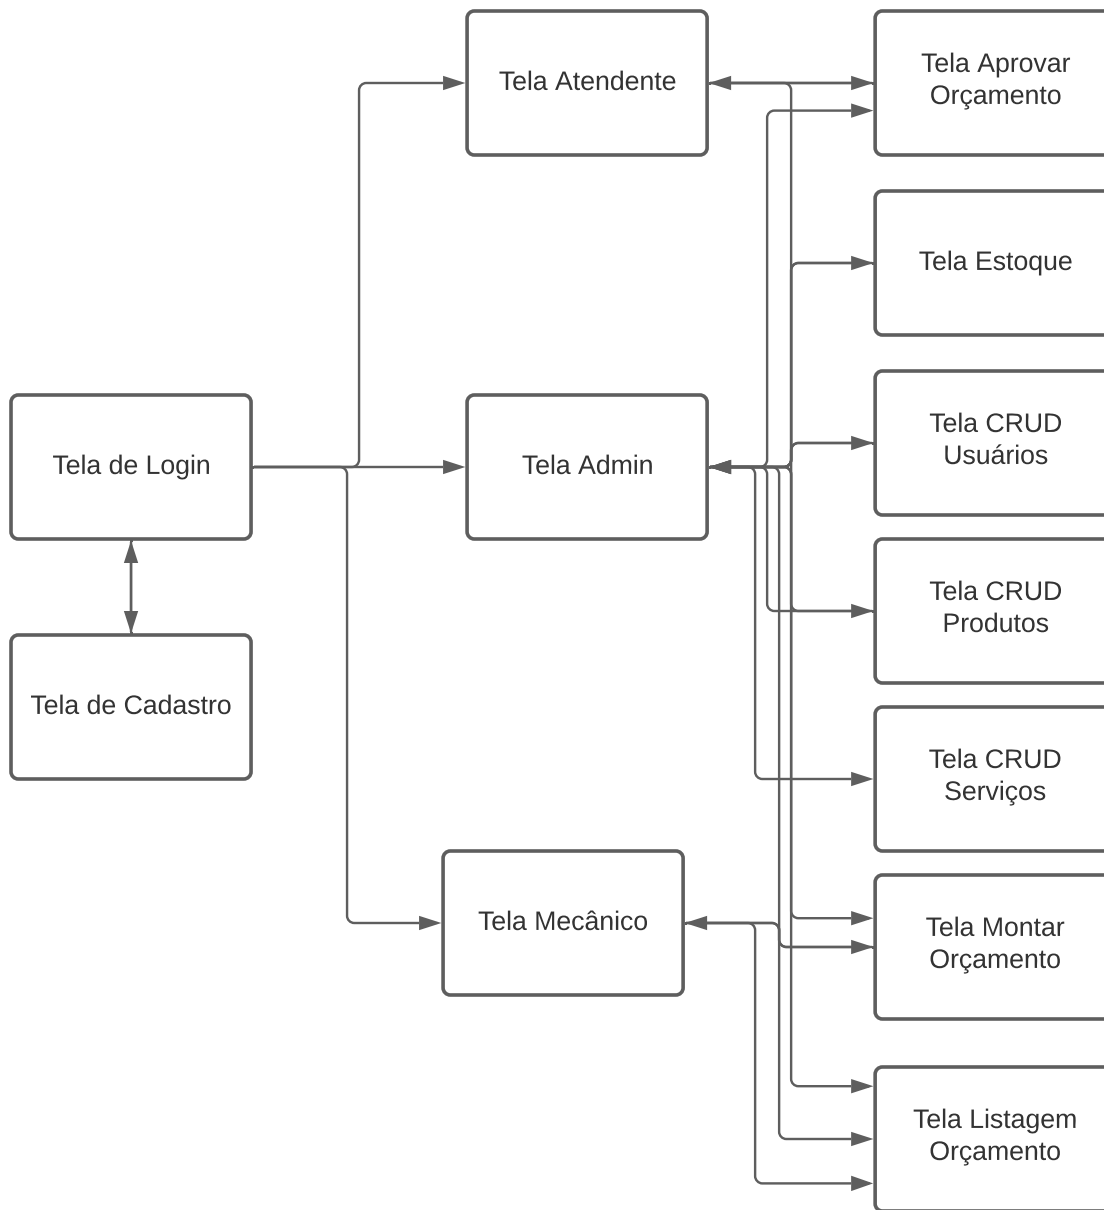 Tela Atendente
Tela Aprovar
Orçamento
Tela Estoque
Tela de Login
Tela Admin
Tela CRUD
Usuários
Tela CRUD
Produtos
Tela de Cadastro
Tela CRUD
Serviços
Tela Mecânico
Tela Montar
Orçamento
Tela Listagem
Orçamento